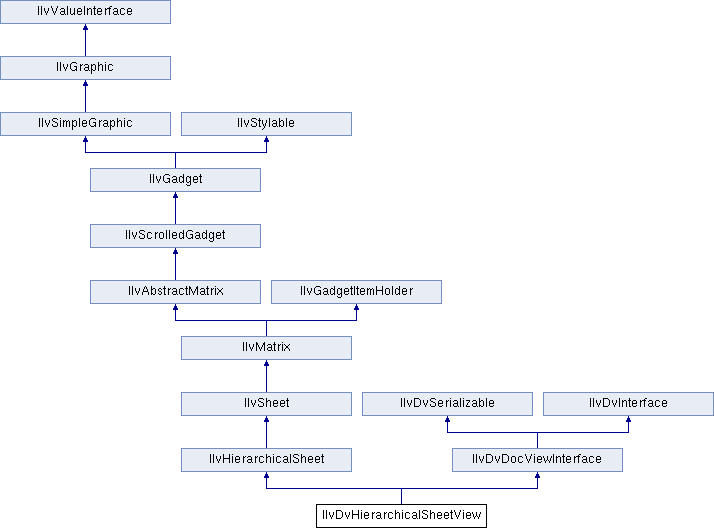 IlvValueInterface
IlvGraphic
IlvSimpleGraphic
IlvStylable
IlvGadget
IlvScrolledGadget
IlvAbstractMatrix
IlvGadgetItemHolder
IlvMatrix
IlvSheet
IlvDvSerializable
IlvDvInterface
IlvHierarchicalSheet
IlvDvDocViewInterface
IlvDvHierarchicalSheetView